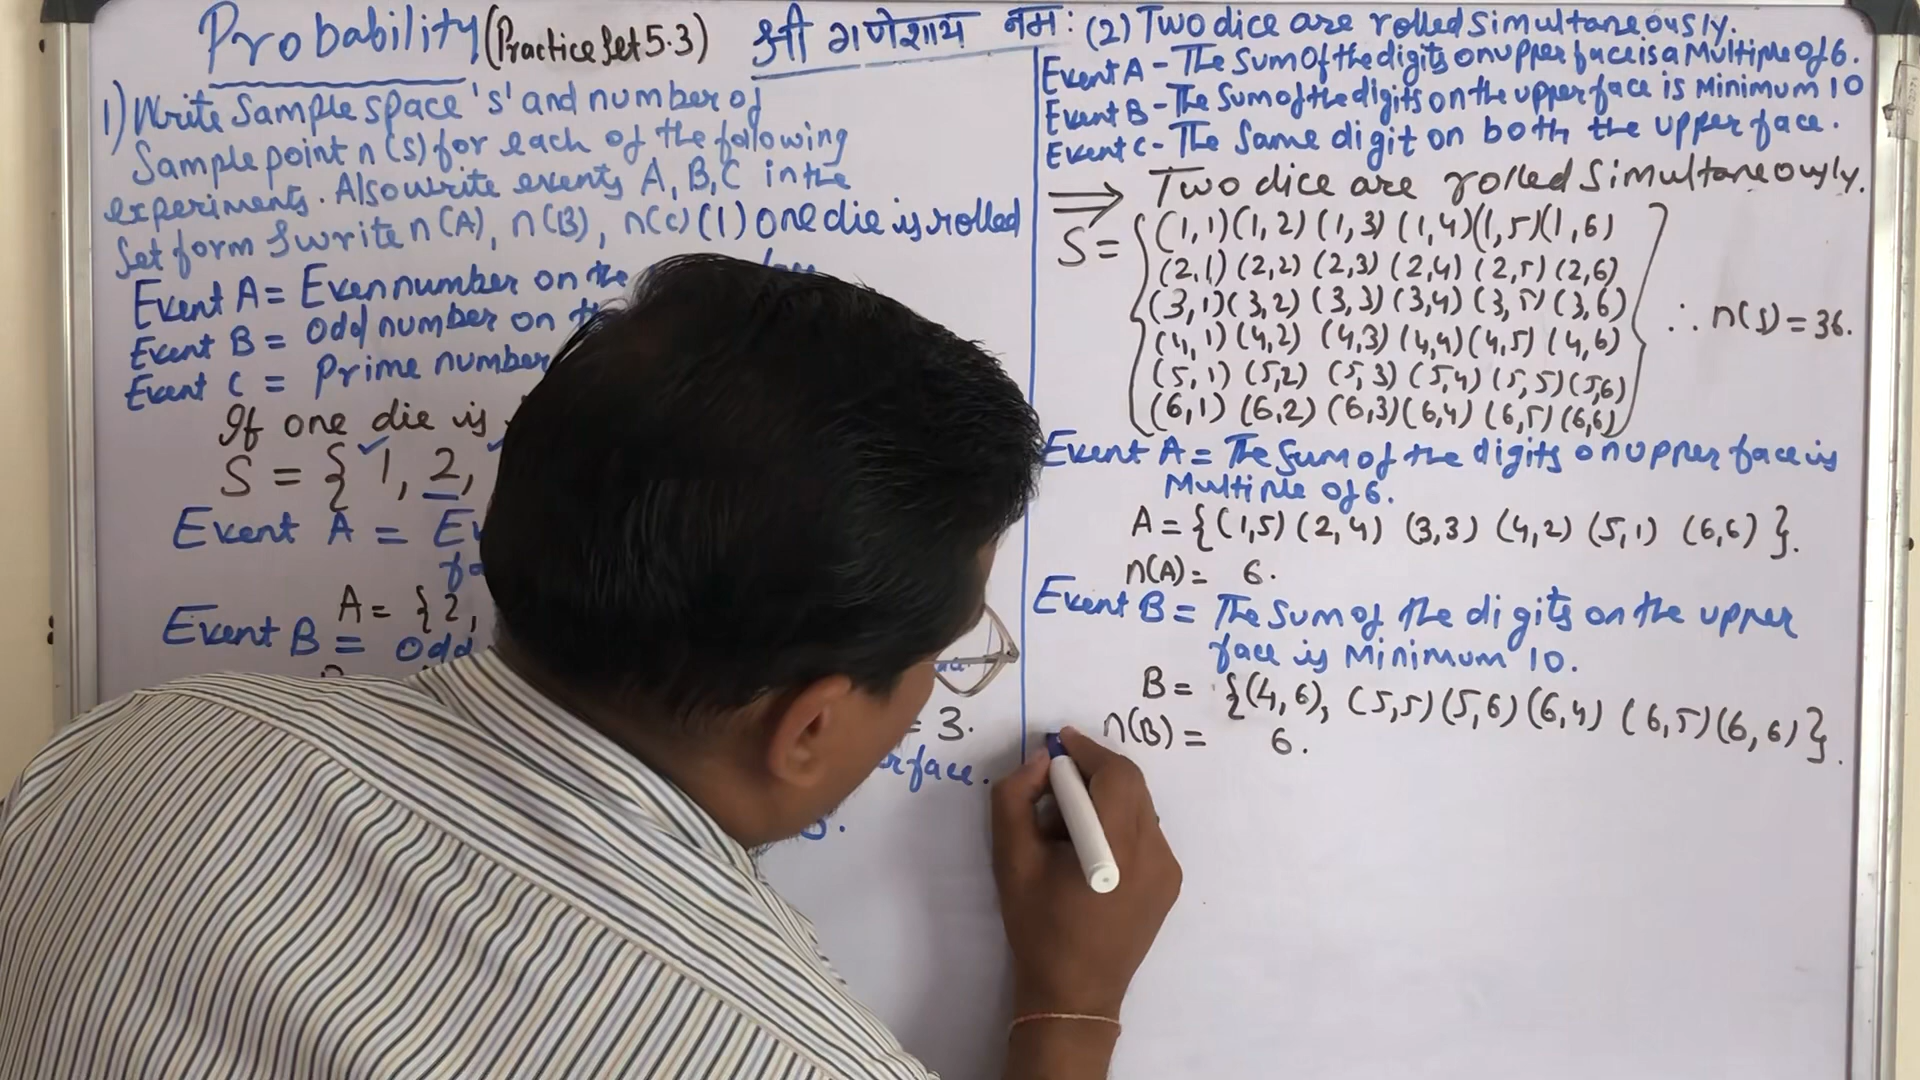 Probability (Practice Set 5.3) श्री गणेशाय नमः
1) Write Sample space 's' and number of
Sample point n(s) for each of the following
experiments. Also write events A, B, C in the
Set form & write n(A), n(B), n(c) (1) One die is rolled
Event A = Even number on the
Event B = Odd number on
Event C = Prime number
If one die is
S = { 1, 2,
Event A =
A = {2,
Event B = Odd
= 3.
face.
(2) Two dice are rolled Simultaneously.
Event A - The Sum Of the digits on upper face is a Multiple Of 6.
Event B - The Sum of the digits on the upper face is Minimum 10
Event C - The Same digit on both the upper face.
⇒ Two dice are rolled Simultaneously.
S = { (1,1) (1,2) (1,3) (1,4) (1,5) (1,6)
(2,1) (2,2) (2,3) (2,4) (2,5) (2,6)
(3,1) (3,2) (3,3) (3,4) (3,5) (3,6) } ∴ n(s) = 36.
(4,1) (4,2) (4,3) (4,4) (4,5) (4,6)
(5,1) (5,2) (5,3) (5,4) (5,5) (5,6)
(6,1) (6,2) (6,3) (6,4) (6,5) (6,6)
Event A = The Sum of the digits on upper face is
Multiple of 6.
A = { (1,5) (2,4) (3,3) (4,2) (5,1) (6,6) }.
n(A) = 6.
Event B = The Sum of the digits on the upper
face is Minimum 10.
B = {(4,6), (5,5) (5,6) (6,4) (6,5) (6,6) }.
n(B) = 6.